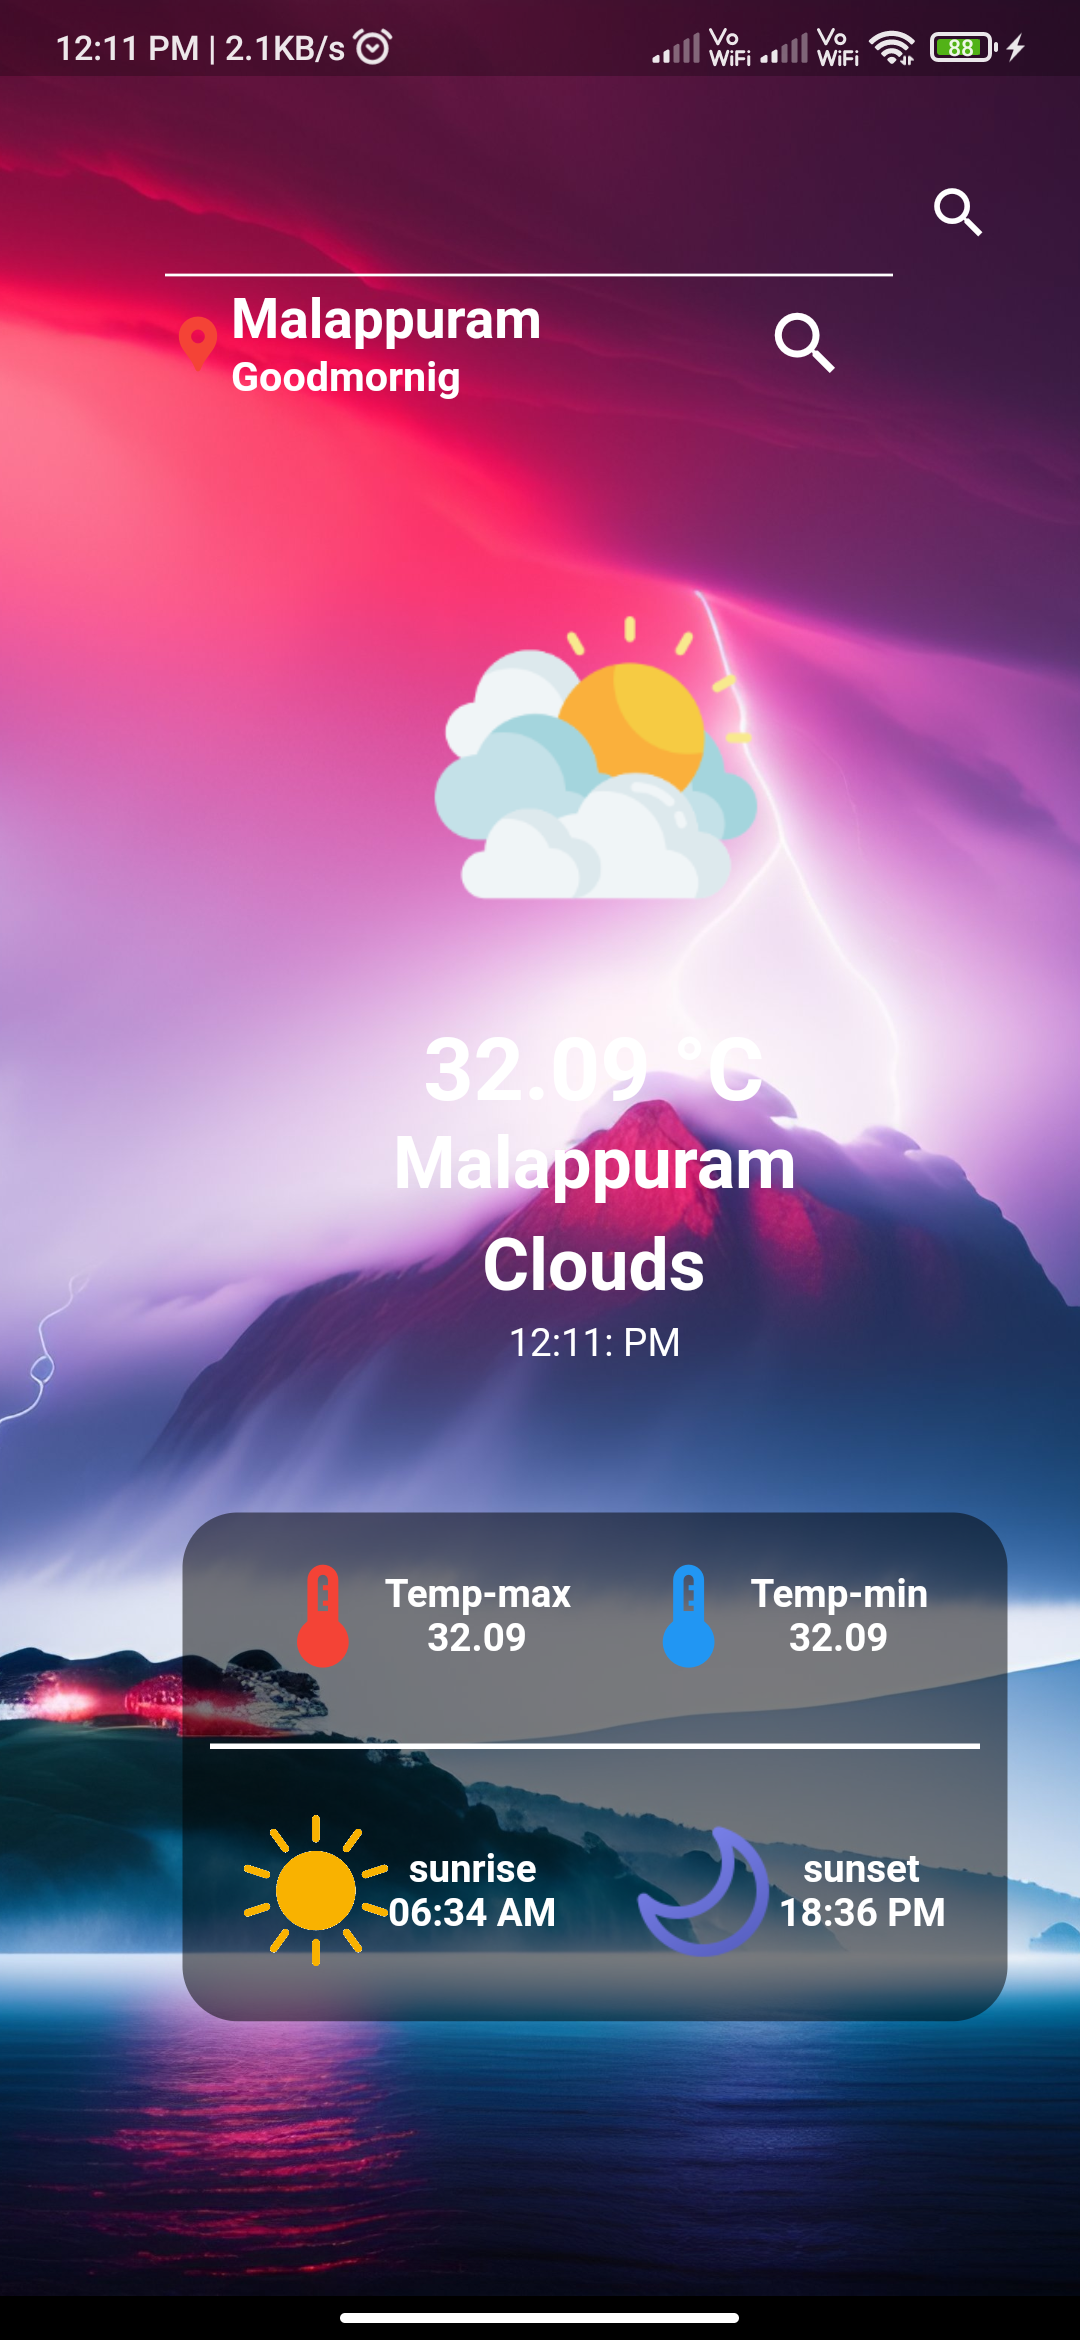 12:11 PM | 2.1KB/s
Vo WiFi Vo WiFi 88
Malappuram
Goodmornig
32.09 °C
Malappuram
Clouds
12:11: PM
Temp-max Temp-min
32.09 32.09
sunrise sunset
06:34 AM 18:36 PM